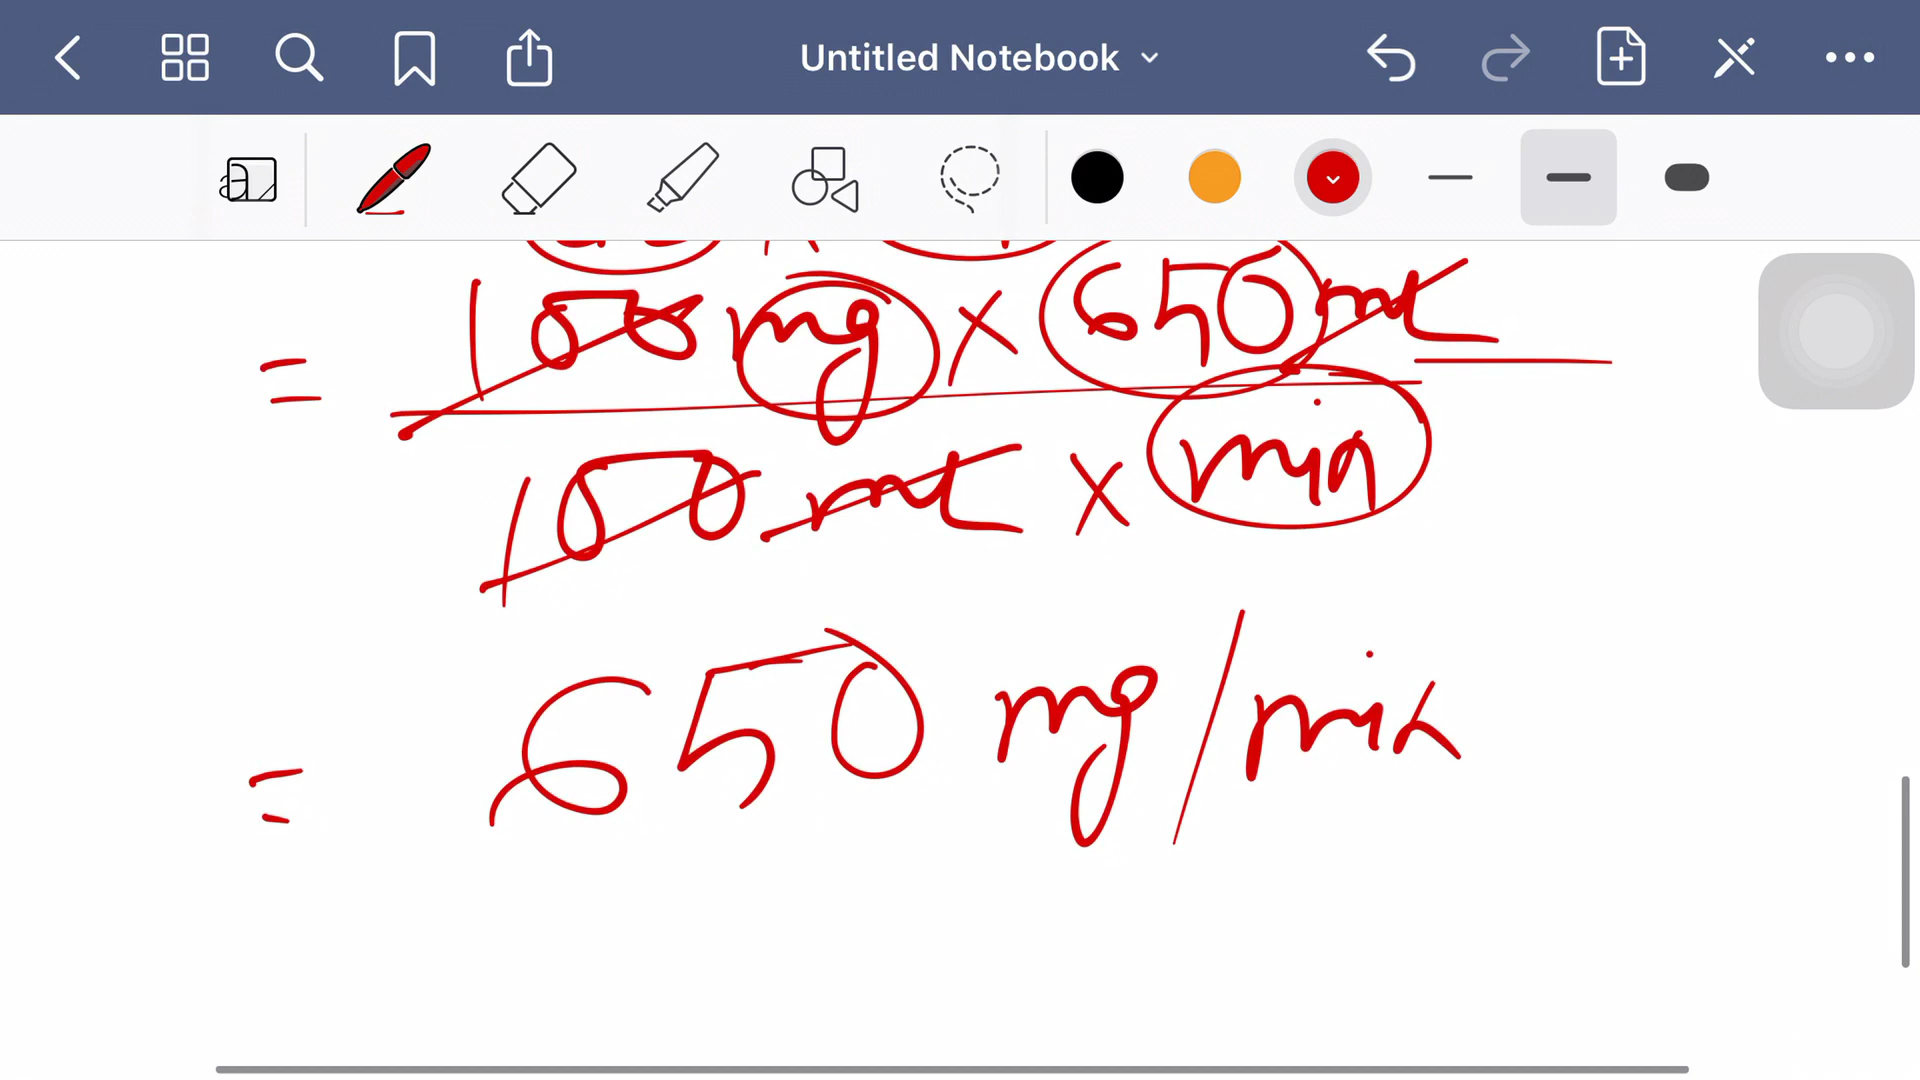 Untitled Notebook
= 100 mg × 650 ml
100 ml × min
= 650 mg/min